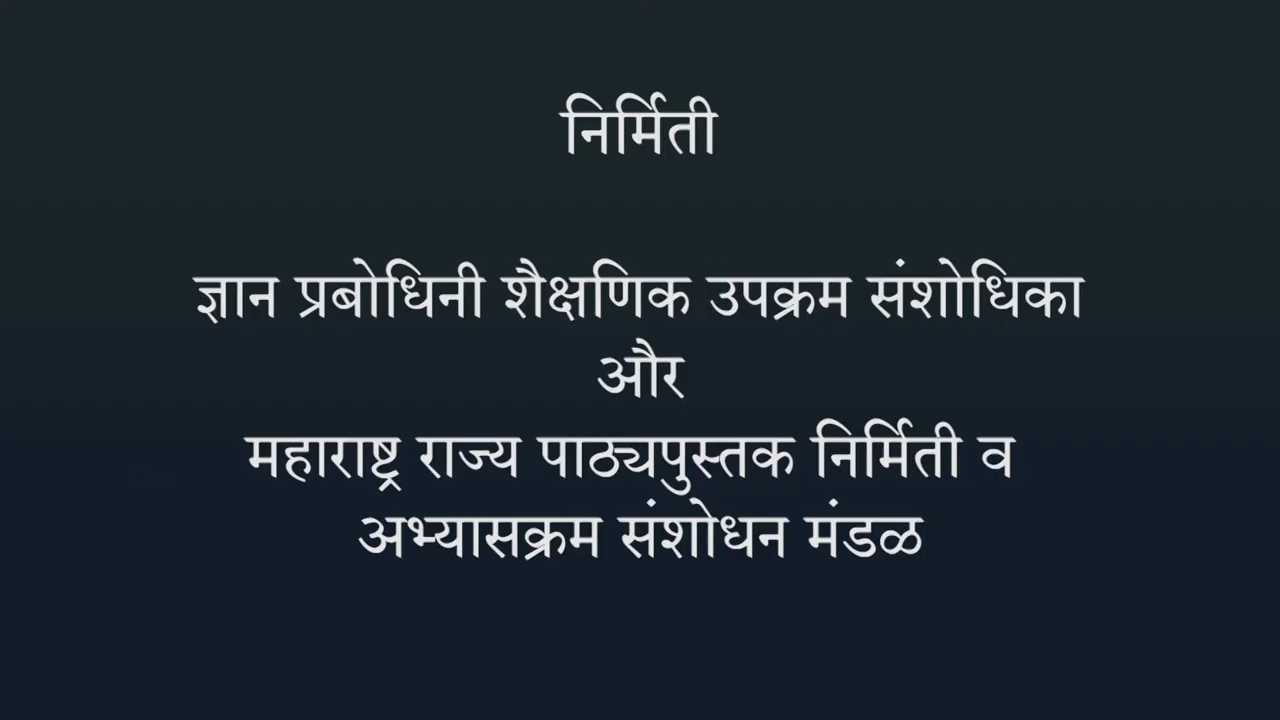 निर्मिती
ज्ञान प्रबोधिनी शैक्षणिक उपक्रम संशोधिका
और
महाराष्ट्र राज्य पाठ्यपुस्तक निर्मिती व
अभ्यासक्रम संशोधन मंडळ